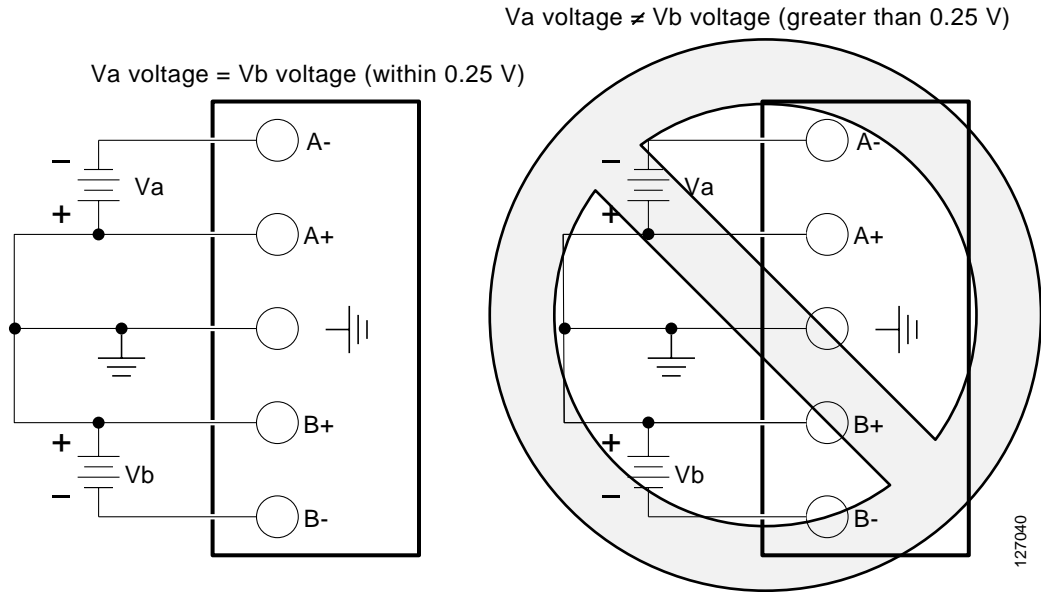 Va voltage ≠ Vb voltage (greater than 0.25 V)
Va voltage = Vb voltage (within 0.25 V)
A-
– Va
+
A+
B+
+
Vb
–
B-
A-
– Va
+
A+
B+
+
Vb
–
B-
127040